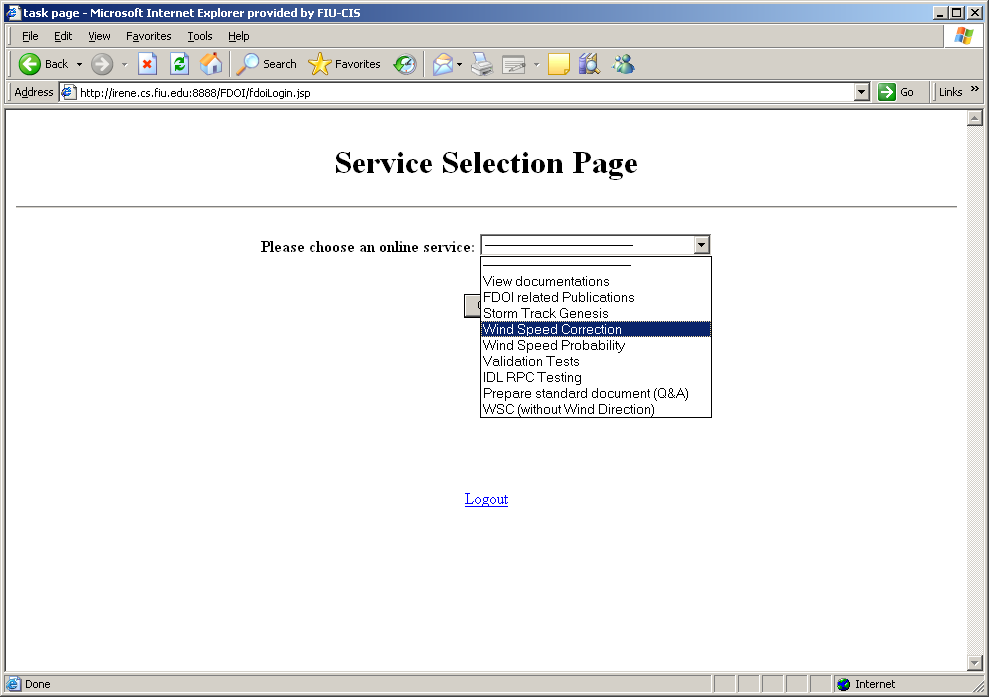 task page - Microsoft Internet Explorer provided by FIU-CIS
File Edit View Favorites Tools Help
Back Search Favorites
Address http://irene.cs.fiu.edu:8888/FDOI/fdoiLogin.jsp Go Links »
Service Selection Page
Please choose an online service:
View documentations
FDOI related Publications
Storm Track Genesis
Wind Speed Correction
Wind Speed Probability
Validation Tests
IDL RPC Testing
Prepare standard document (Q&A)
WSC (without Wind Direction)
Logout
Done Internet